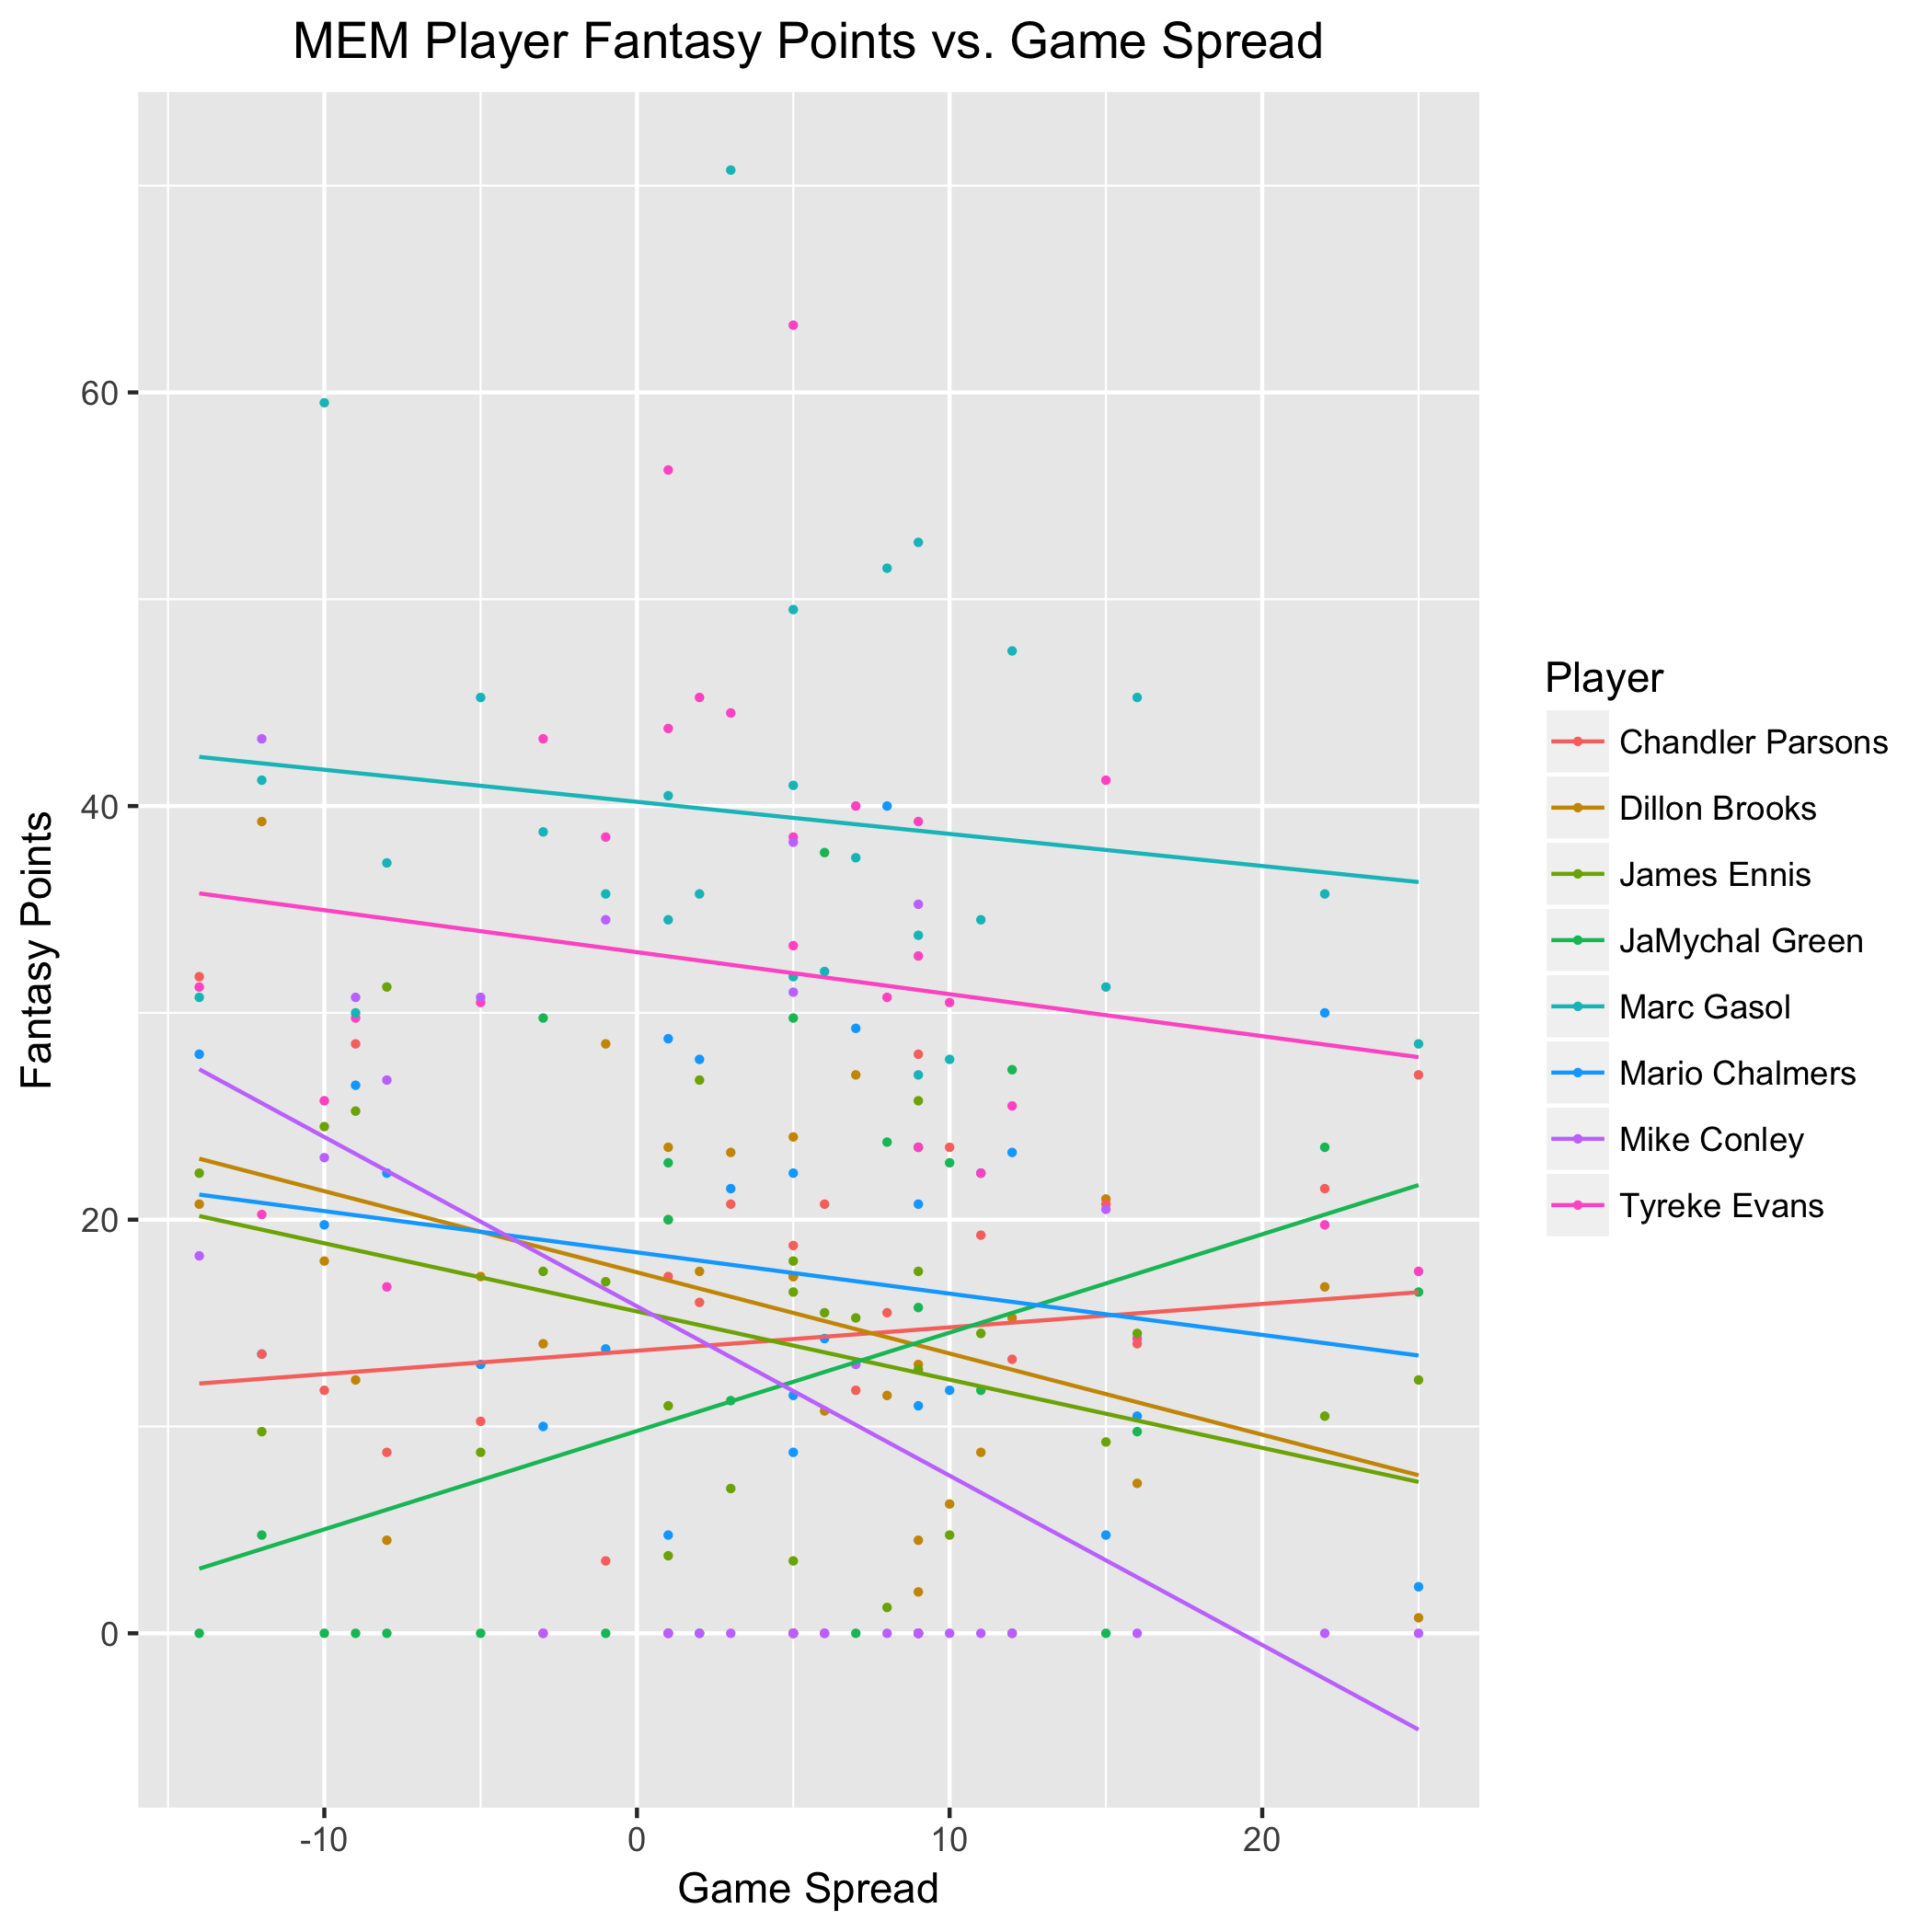 MEM Player Fantasy Points vs. Game Spread
Fantasy Points
60
40
20
0
-10
0
10
20
Game Spread
Player
Chandler Parsons
Dillon Brooks
James Ennis
JaMychal Green
Marc Gasol
Mario Chalmers
Mike Conley
Tyreke Evans